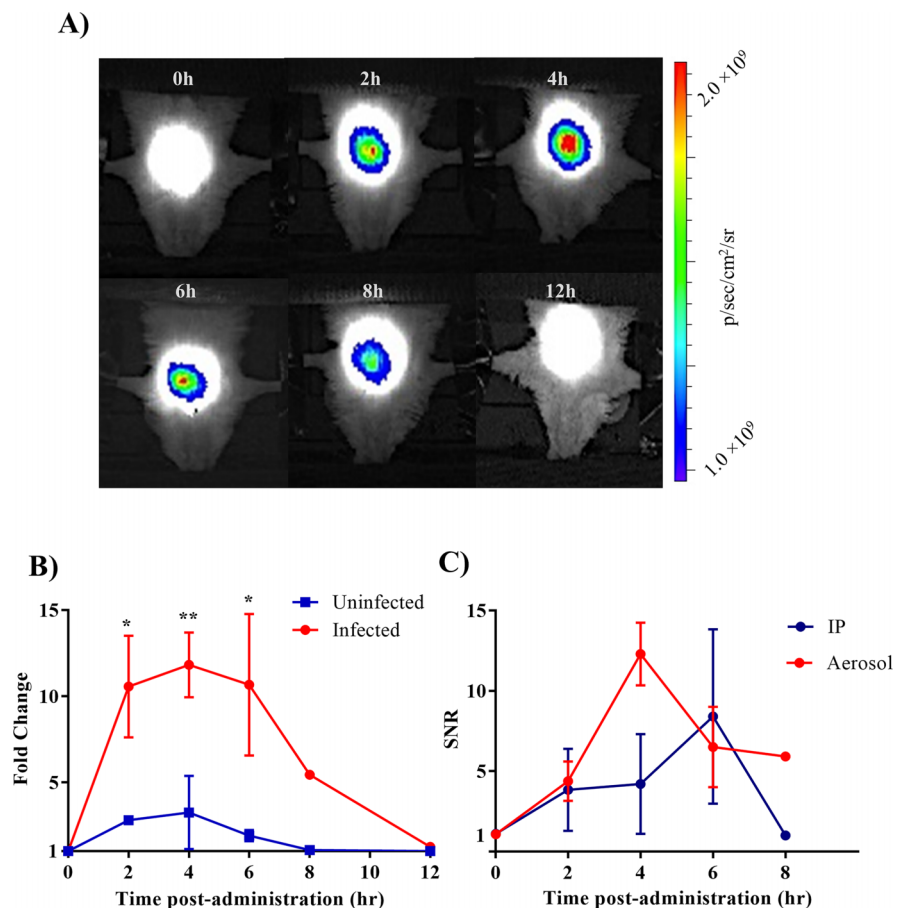 A)
0h 2h 4h
6h 8h 12h
2.0 ×10⁹
p/sec/cm²/sr
1.0 ×10⁹
B)
Uninfected
Infected
* ** *
15
10
5
1
Fold Change
0 2 4 6 8 10 12
Time post-administration (hr)
C)
IP
Aerosol
15
10
5
1
SNR
0 2 4 6 8
Time post-administration (hr)